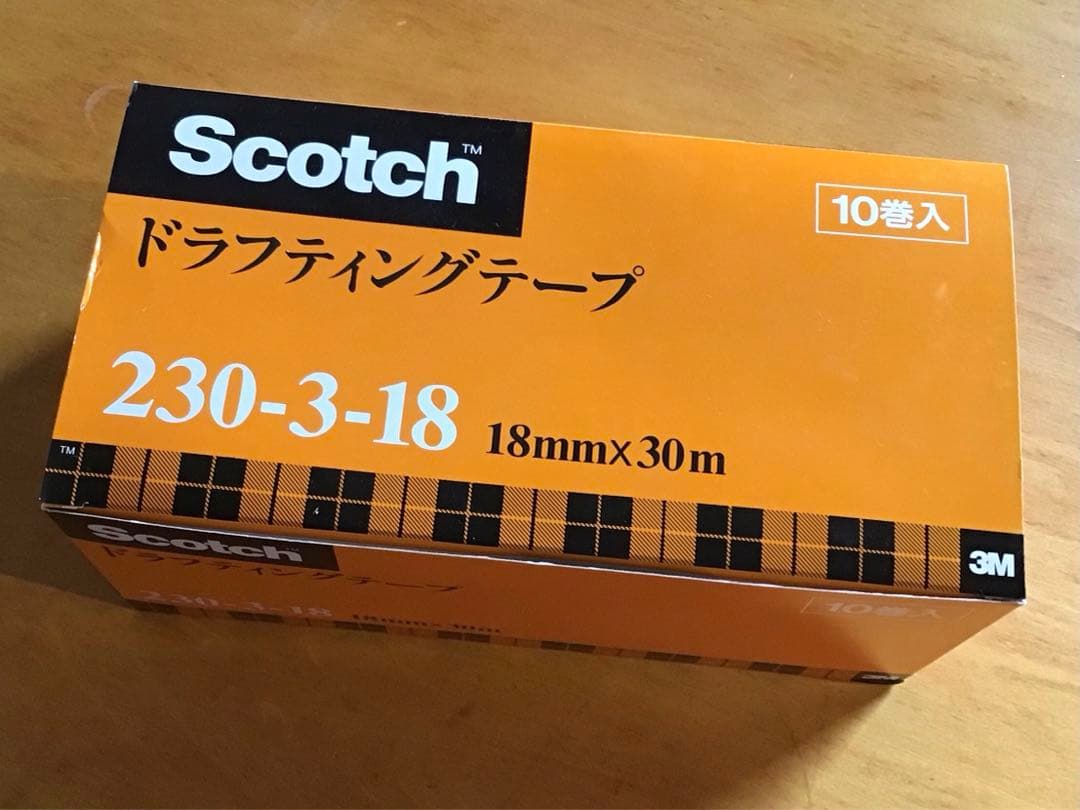 Scotch™
10巻入
ドラフティングテープ
230-3-18 18mm×30m
™
3M
Scotch
ドラフティングテープ
230-3-18 18mm×30m
10巻入
3M